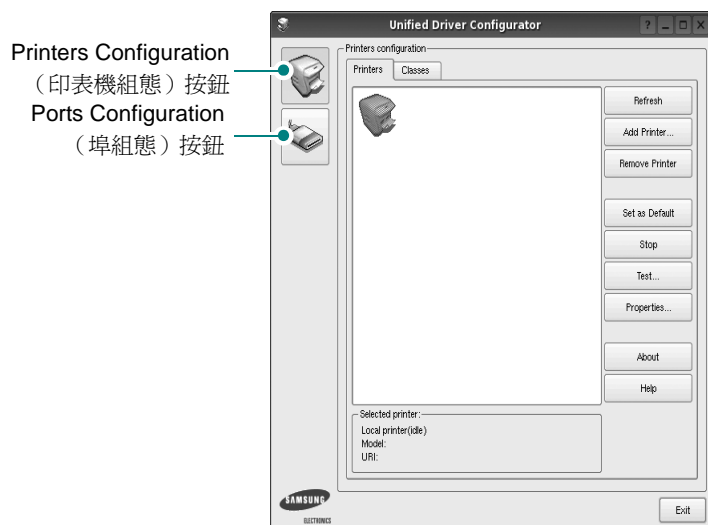 Unified Driver Configurator
Printers Configuration
（印表機組態）按鈕
Ports Configuration
（埠組態）按鈕
Printers configuration
Printers
Classes
Refresh
Add Printer...
Remove Printer
Set as Default
Stop
Test...
Properties...
About
Help
Selected printer:
Local printer(idle)
Model:
URI:
SAMSUNG
ELECTRONICS
Exit